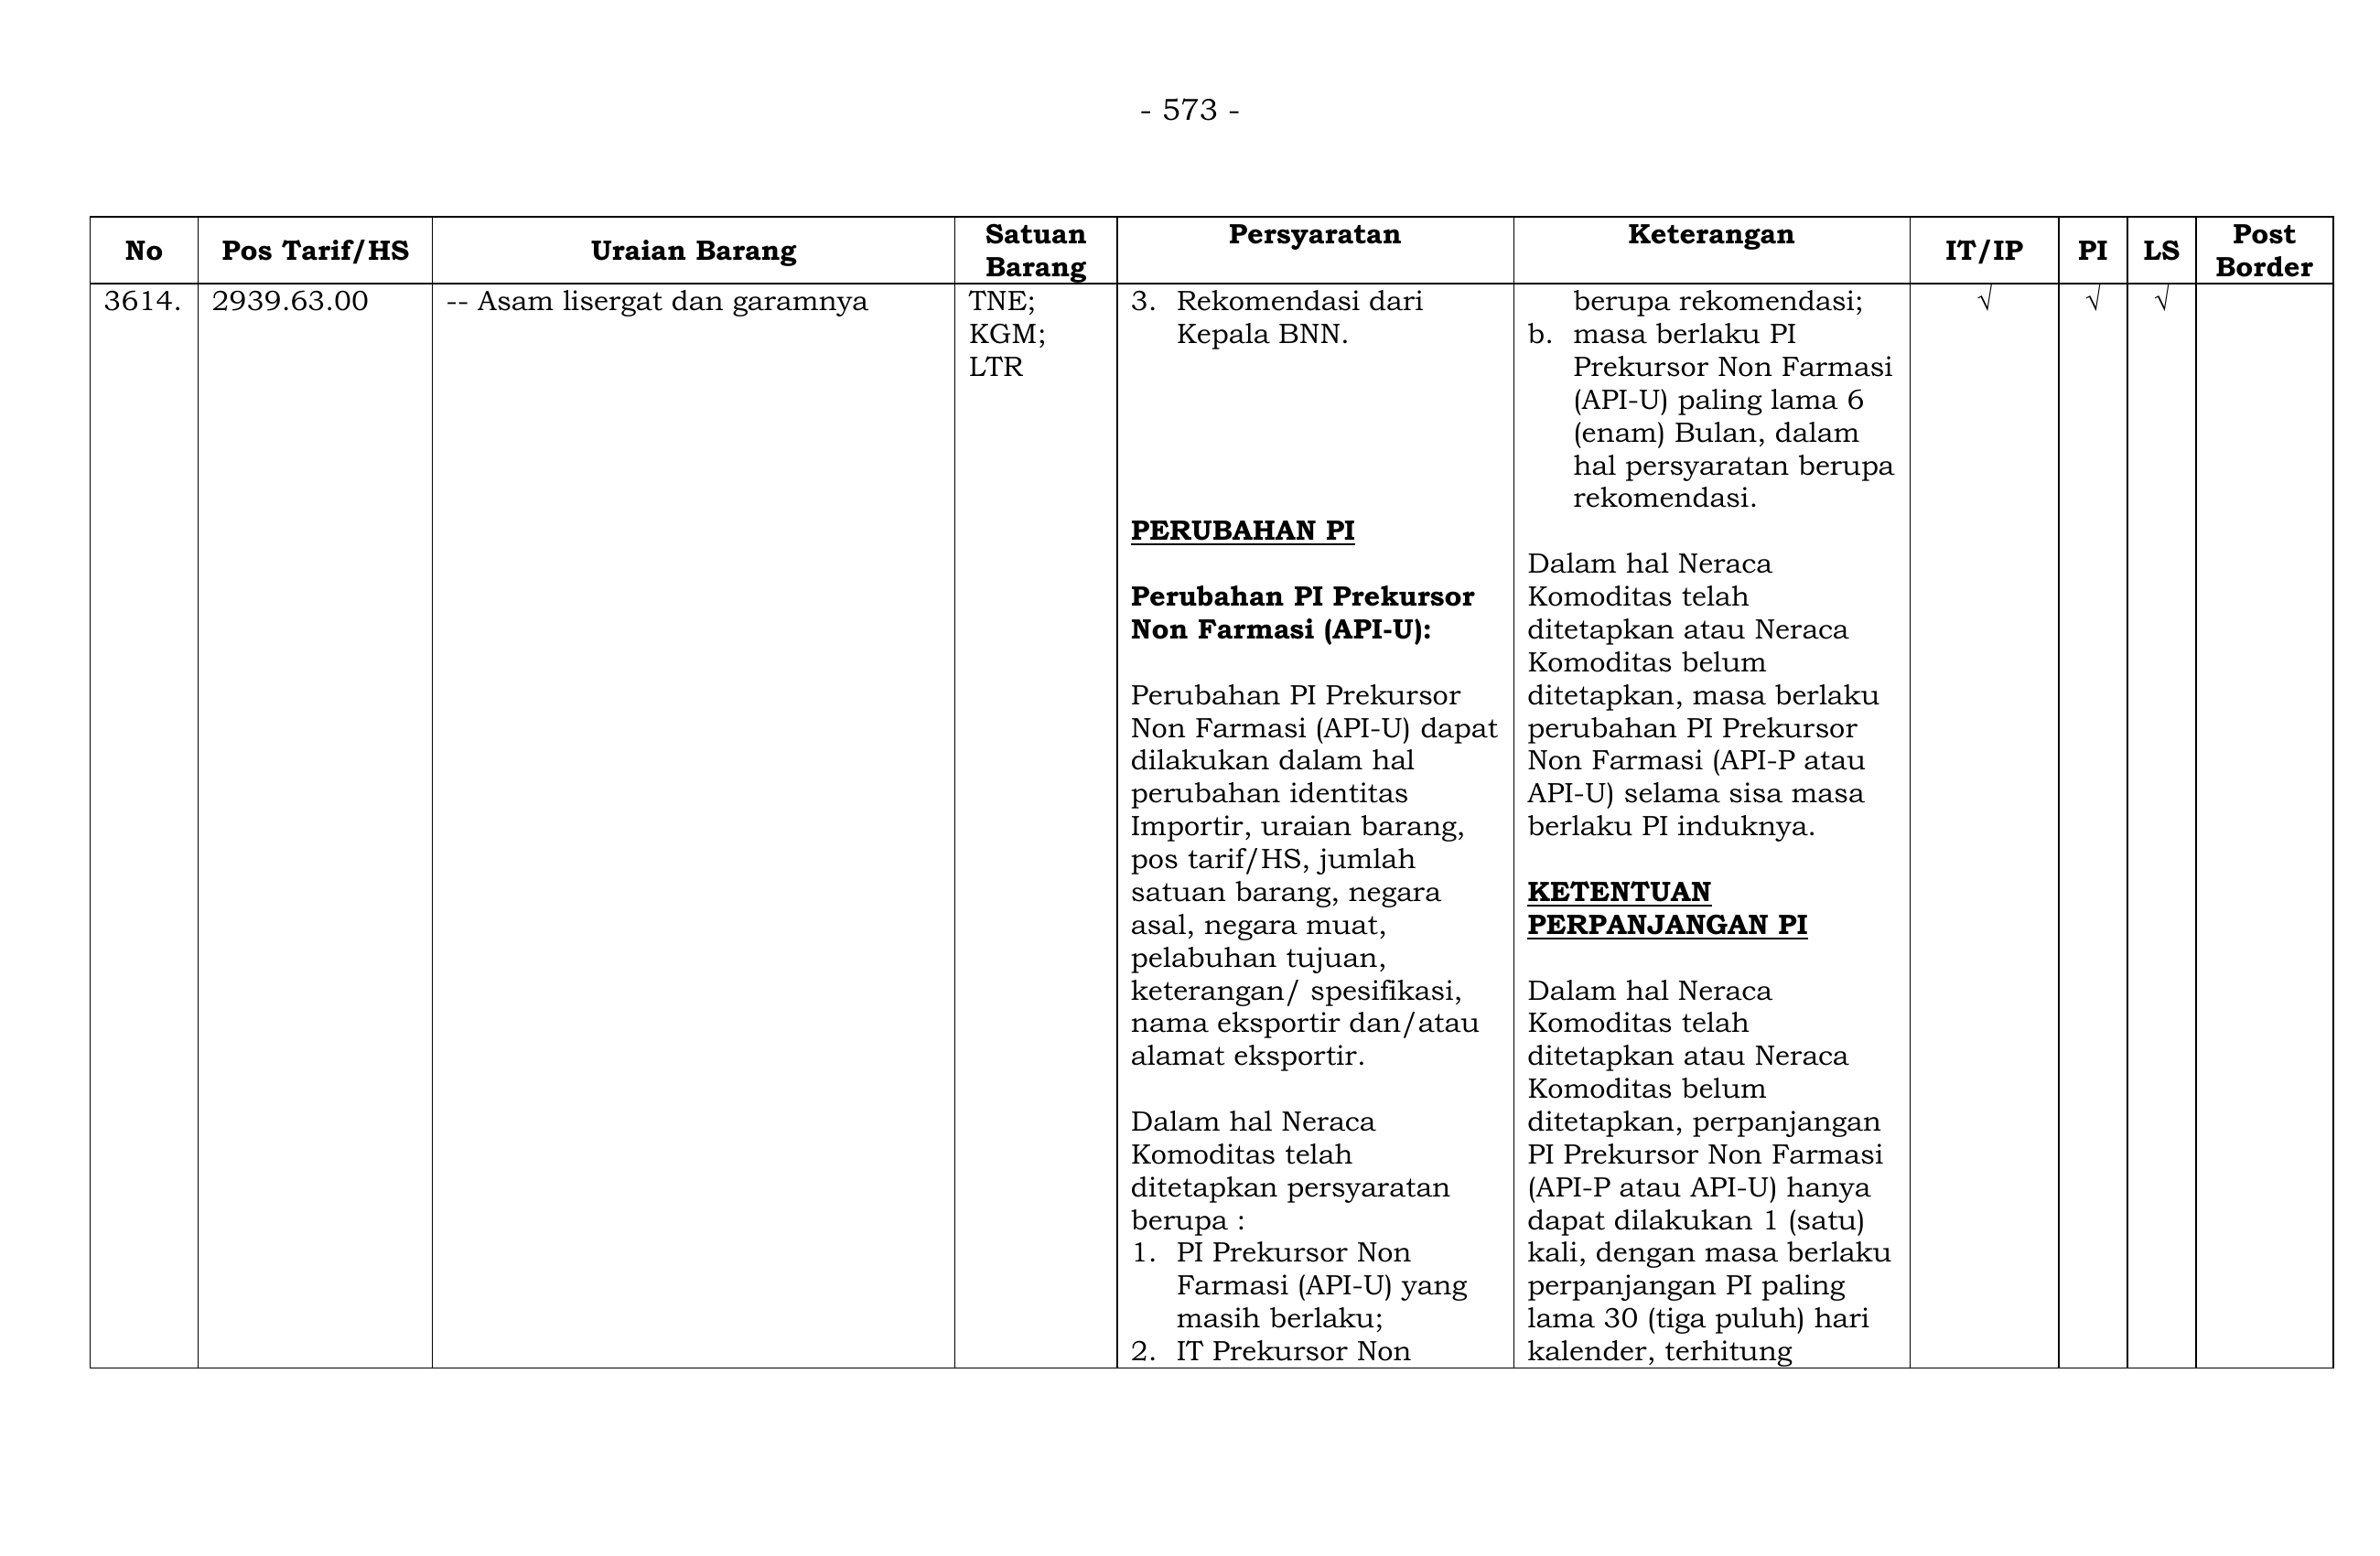 - 573 -
No
Pos Tarif/HS
Uraian Barang
Satuan
Barang
Persyaratan
Keterangan
IT/IP
PI
LS
Post
Border
3614.
2939.63.00
-- Asam lisergat dan garamnya
TNE;
KGM;
LTR
3. Rekomendasi dari
Kepala BNN.
PERUBAHAN PI
Perubahan PI Prekursor
Non Farmasi (API-U):
Perubahan PI Prekursor
Non Farmasi (API-U) dapat
dilakukan dalam hal
perubahan identitas
Importir, uraian barang,
pos tarif/HS, jumlah
satuan barang, negara
asal, negara muat,
pelabuhan tujuan,
keterangan/ spesifikasi,
nama eksportir dan/atau
alamat eksportir.
Dalam hal Neraca
Komoditas telah
ditetapkan persyaratan
berupa :
1. PI Prekursor Non
Farmasi (API-U) yang
masih berlaku;
2. IT Prekursor Non
berupa rekomendasi;
b. masa berlaku PI
Prekursor Non Farmasi
(API-U) paling lama 6
(enam) Bulan, dalam
hal persyaratan berupa
rekomendasi.
Dalam hal Neraca
Komoditas telah
ditetapkan atau Neraca
Komoditas belum
ditetapkan, masa berlaku
perubahan PI Prekursor
Non Farmasi (API-P atau
API-U) selama sisa masa
berlaku PI induknya.
KETENTUAN
PERPANJANGAN PI
Dalam hal Neraca
Komoditas telah
ditetapkan atau Neraca
Komoditas belum
ditetapkan, perpanjangan
PI Prekursor Non Farmasi
(API-P atau API-U) hanya
dapat dilakukan 1 (satu)
kali, dengan masa berlaku
perpanjangan PI paling
lama 30 (tiga puluh) hari
kalender, terhitung
√
√
√